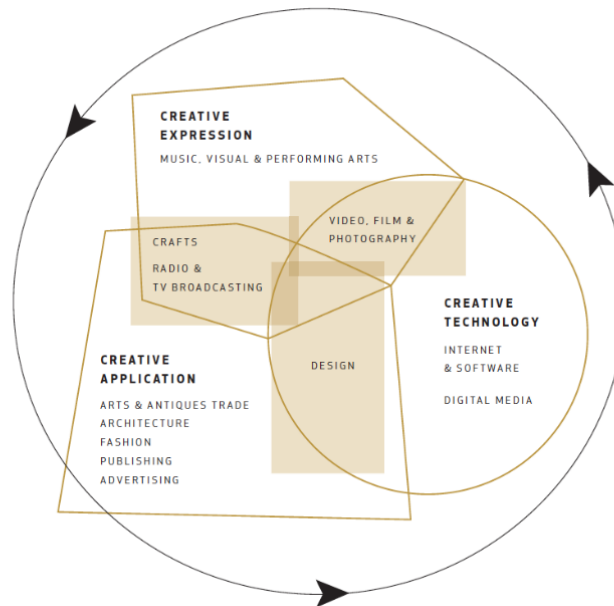 CREATIVE
EXPRESSION
MUSIC, VISUAL & PERFORMING ARTS
VIDEO, FILM &
PHOTOGRAPHY
CRAFTS
RADIO &
TV BROADCASTING
CREATIVE
TECHNOLOGY
INTERNET
& SOFTWARE
DIGITAL MEDIA
DESIGN
CREATIVE
APPLICATION
ARTS & ANTIQUES TRADE
ARCHITECTURE
FASHION
PUBLISHING
ADVERTISING